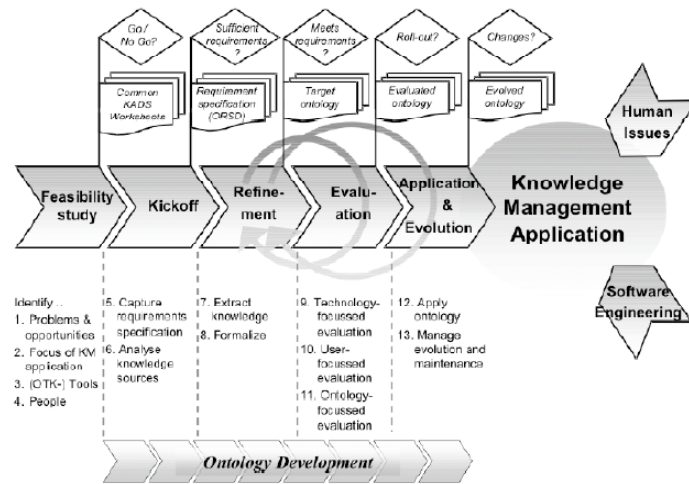 Go /
No Go?
Sufficient
requirements
?
Meets
requirements
?
Roll-out?
Changes?
Common
KADS
Worksheets
Requirement
specification
(ORSD)
Target
ontology
Evaluated
ontology
Evolved
ontology
Human
Issues
Feasibility
study
Kickoff
Refine-
ment
Evalu-
ation
Application
&
Evolution
Knowledge
Management
Application
Software
Engineering
Identify ..
1. Problems &
opportunities
2. Focus of KM
application
3. (OTK-) Tools
4. People
5. Capture
requirements
specification
6. Analyse
knowledge
sources
7. Extract
knowledge
8. Formalize
9. Technology-
focussed
evaluation
10. User-
focussed
evaluation
11. Ontology-
focussed
evaluation
12. Apply
ontology
13. Manage
evolution and
maintenance
Ontology Development